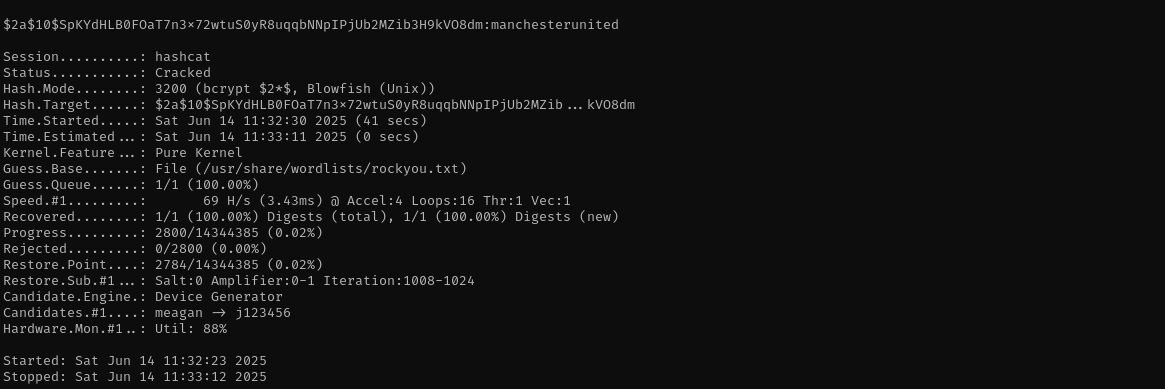 $2a$10$SpKYdHLB0FOaT7n3x72wtuS0yR8uqqbNNpIPjUb2MZib3H9kVO8dm:manchesterunited
Session..........: hashcat
Status...........: Cracked
Hash.Mode........: 3200 (bcrypt $2*$, Blowfish (Unix))
Hash.Target......: $2a$10$SpKYdHLB0FOaT7n3x72wtuS0yR8uqqbNNpIPjUb2MZib...kVO8dm
Time.Started.....: Sat Jun 14 11:32:30 2025 (41 secs)
Time.Estimated...: Sat Jun 14 11:33:11 2025 (0 secs)
Kernel.Feature...: Pure Kernel
Guess.Base.......: File (/usr/share/wordlists/rockyou.txt)
Guess.Queue......: 1/1 (100.00%)
Speed.#1.........:       69 H/s (3.43ms) @ Accel:4 Loops:16 Thr:1 Vec:1
Recovered........: 1/1 (100.00%) Digests (total), 1/1 (100.00%) Digests (new)
Progress.........: 2800/14344385 (0.02%)
Rejected.........: 0/2800 (0.00%)
Restore.Point....: 2784/14344385 (0.02%)
Restore.Sub.#1...: Salt:0 Amplifier:0-1 Iteration:1008-1024
Candidate.Engine.: Device Generator
Candidates.#1....: meagan -> j123456
Hardware.Mon.#1..: Util: 88%
Started: Sat Jun 14 11:32:23 2025
Stopped: Sat Jun 14 11:33:12 2025